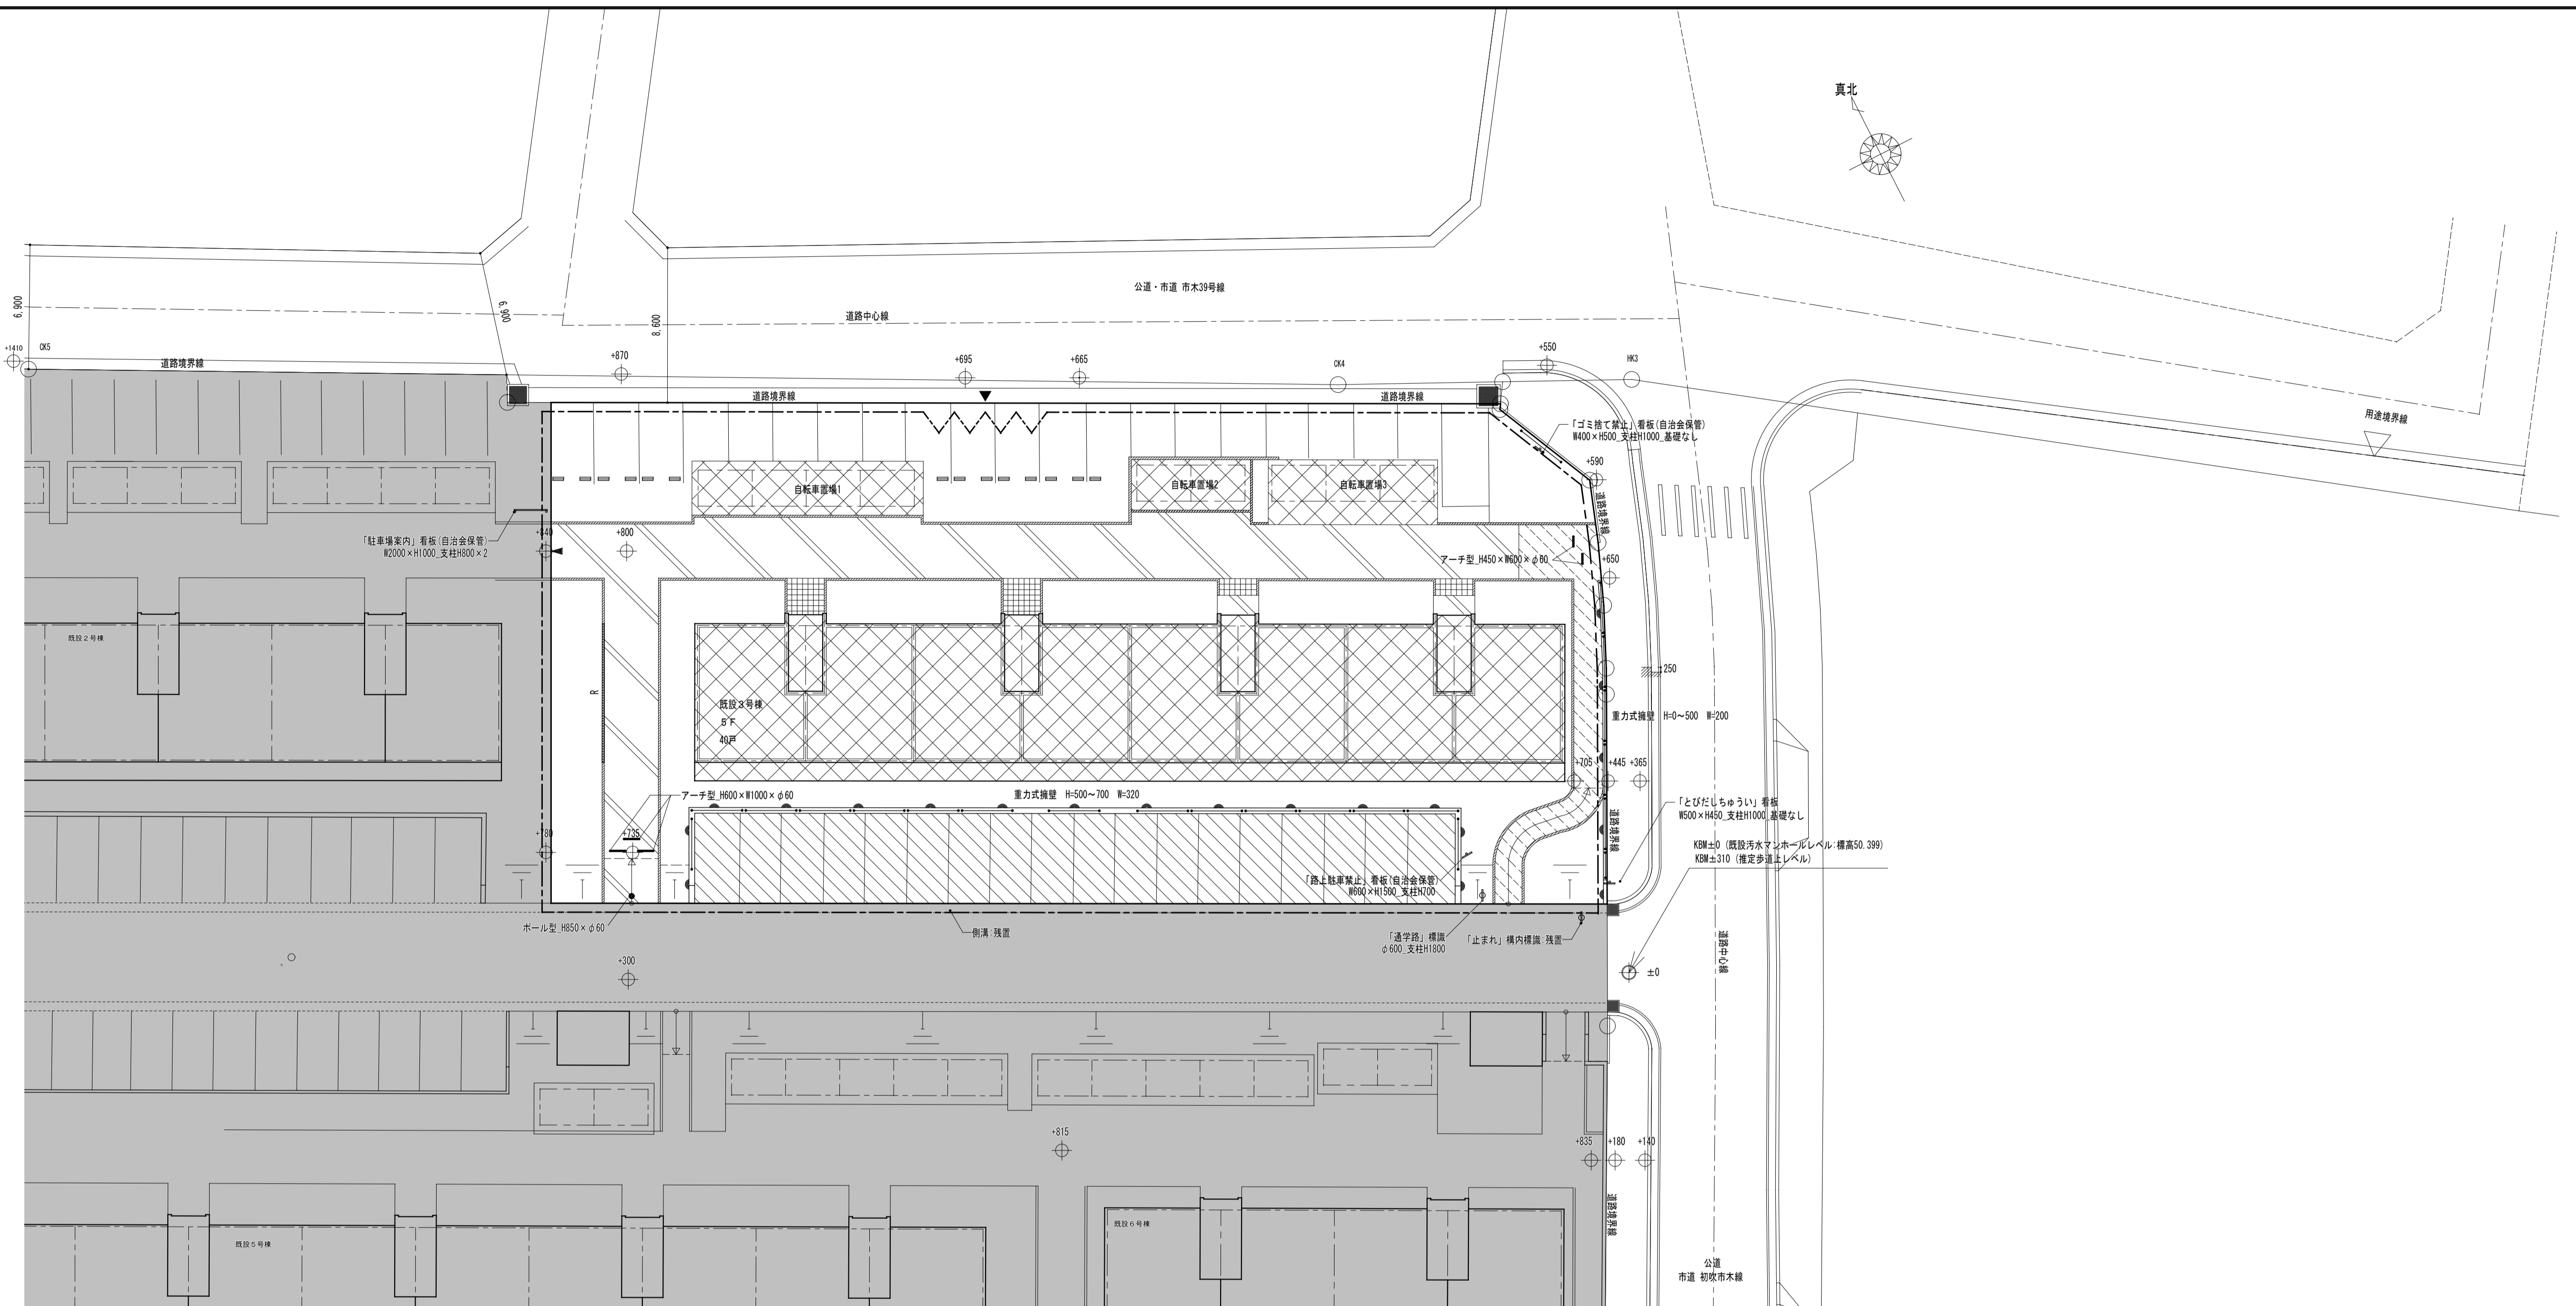 真北
公道・市道 市木39号線
道路中心線
6,900
6,900
8,600
+1410
CK5
道路境界線
+870
+695
+665
CK4
+550
HK3
道路境界線
道路境界線
用途境界線
「ゴミ捨て禁止」看板(自治会保管)
W400×H500_支柱H1000_基礎なし
+590
道路境界線
自転車置場1
自転車置場2
自転車置場3
「駐車場案内」看板(自治会保管)
W2000×H1000_支柱H800×2
+840
+800
アーチ型_H450×W600×φ60
+650
既設2号棟
R
既設3号棟
5F
40戸
+250
重力式擁壁 H=0~500 W=200
+705
+445
+365
アーチ型_H600×W1000×φ60
重力式擁壁 H=500~700 W=320
道路境界線
「とびだしちゅうい」看板
W500×H450_支柱H1000_基礎なし
+780
+735
KBM±0 (既設汚水マンホールレベル:標高50.399)
KBM±310 (推定歩道上レベル)
「路上駐車禁止」看板(自治会保管)
W600×H1500_支柱H700
ポール型_H850×φ60
側溝:残置
「通学路」標識
φ600_支柱H1800
「止まれ」構内標識:残置
道路中心線
+300
±0
+815
+835
+180
+140
道路境界線
既設5号棟
既設6号棟
公道
市道 初吹市木線